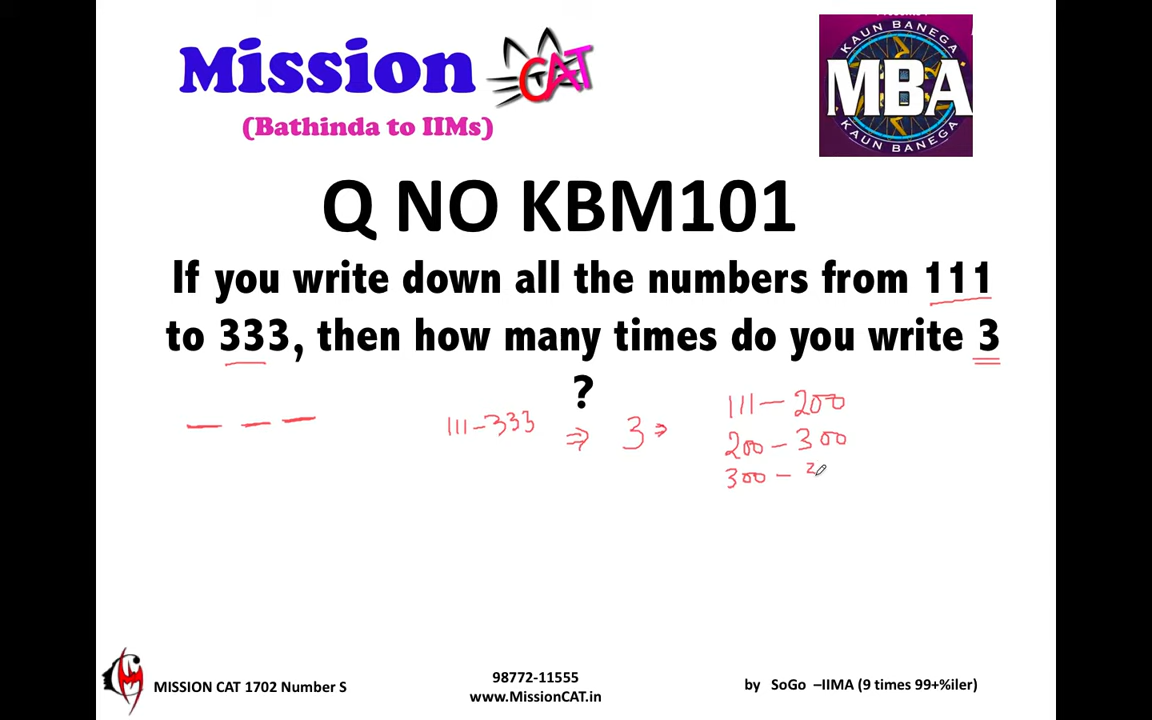 Mission CAT
(Bathinda to IIMs)
KAUN BANEGA
MBA
KAUN BANEGA
Q NO KBM101
If you write down all the numbers from 111
to 333, then how many times do you write 3
?
111-333 ⇒ 3 ⇒
111 - 200
200 - 300
300 - 3
MISSION CAT 1702 Number S
98772-11555
www.MissionCAT.in
by SoGo –IIMA (9 times 99+%iler)